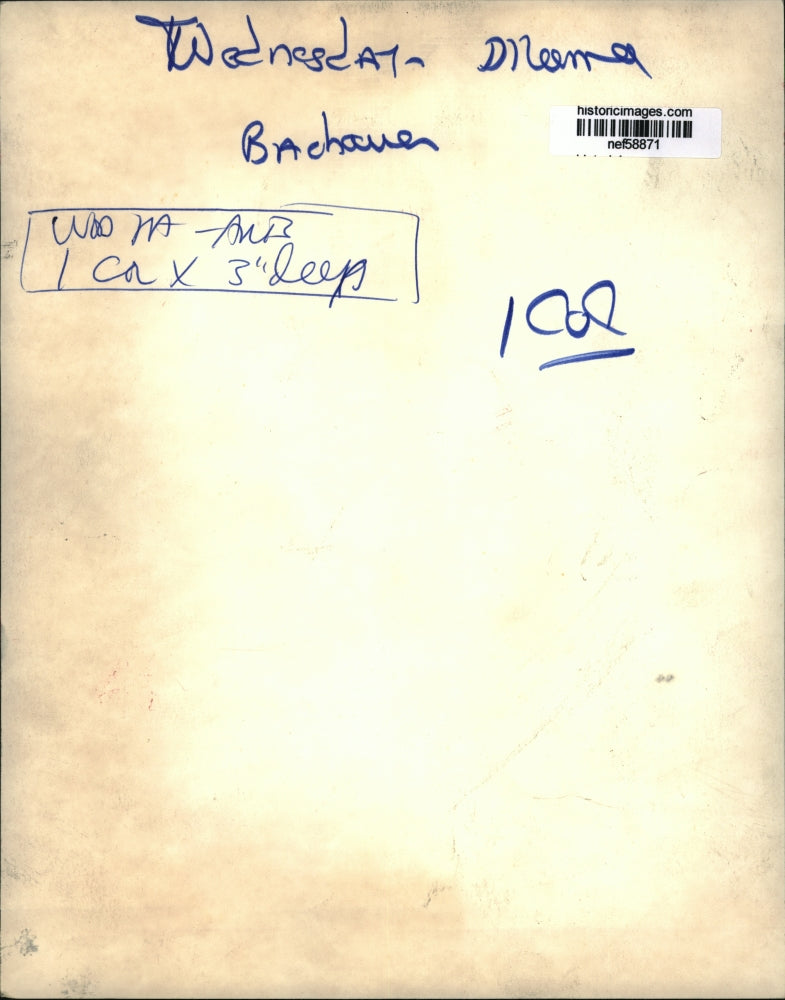 Wednesday - Drama
historicimages.com
nef58871
Bachauer
1 Col X 3" deep
1 Col